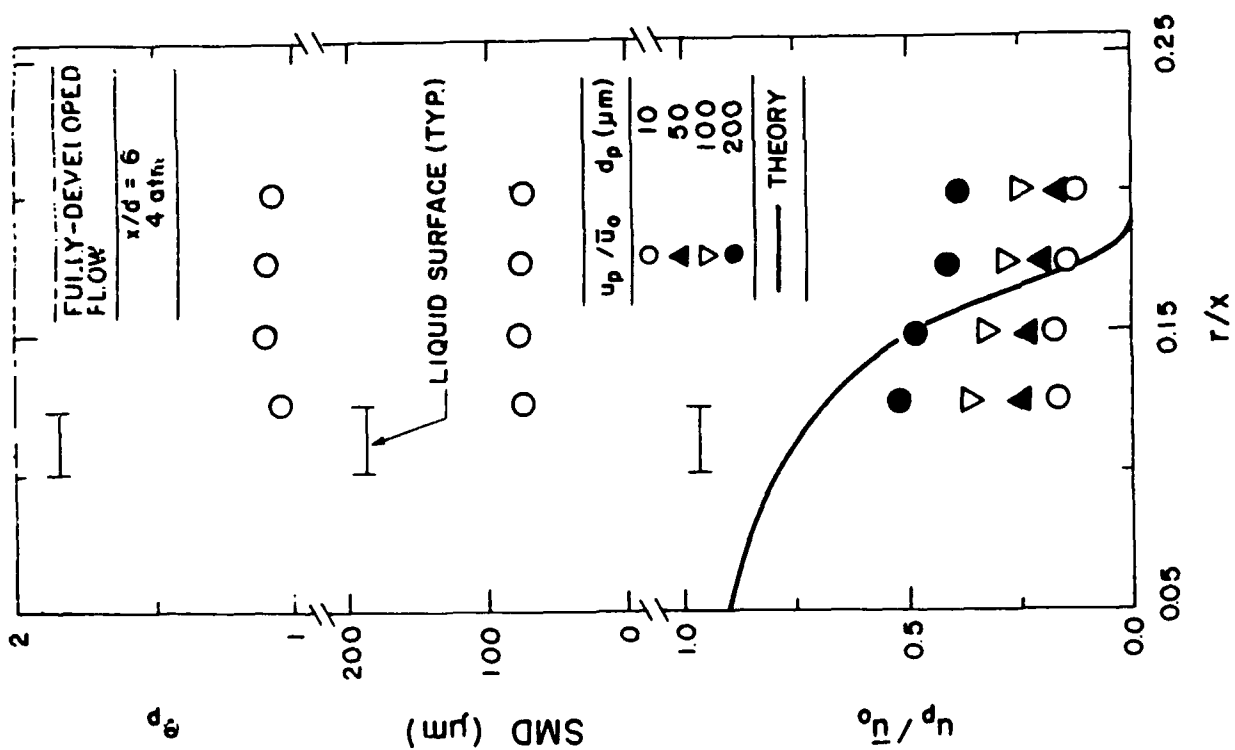 FULLY-DEVELOPED
FLOW
x/d = 6
4 atm
LIQUID SURFACE (TYP.)
u_p / ū_o d_p (μm)
○ 10
▲ 50
▽ 100
● 200
— THEORY
2
1
200
100
0
1.0
0.5
0.0
e_p
SMD (μm)
u_p / ū_o
0.05
0.15
0.25
r/x